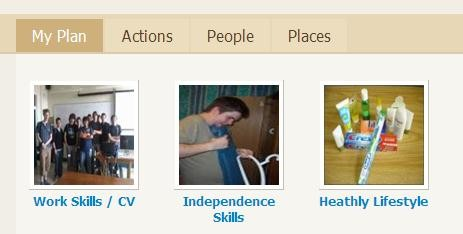 My Plan Actions People Places
Work Skills / CV Independence Heathly Lifestyle
Skills